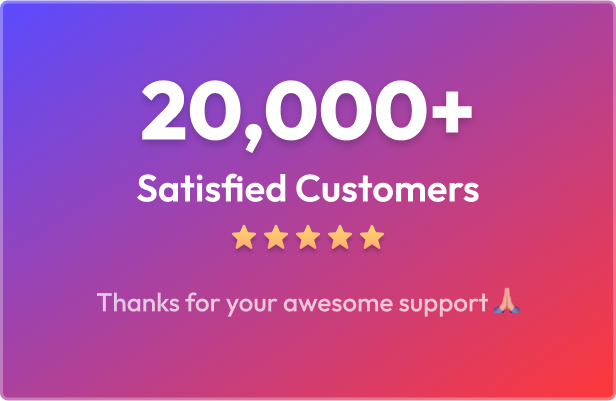 20,000+
Satisfied Customers
Thanks for your awesome support 🙏🏼